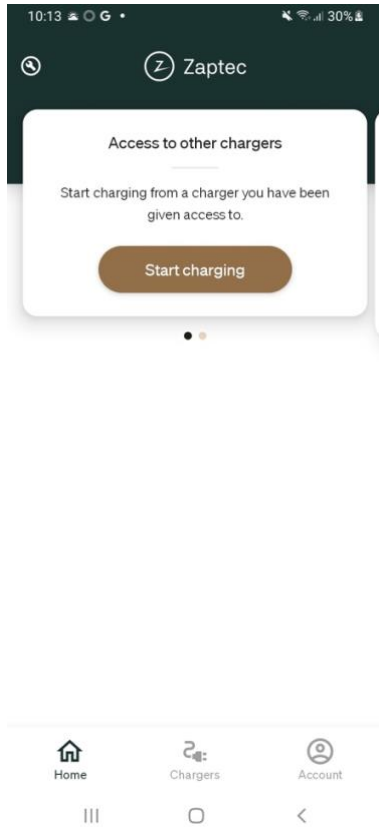 10:13 G
30%
Zaptec
Access to other chargers
Start charging from a charger you have been
given access to.
Start charging
Home
Chargers
Account